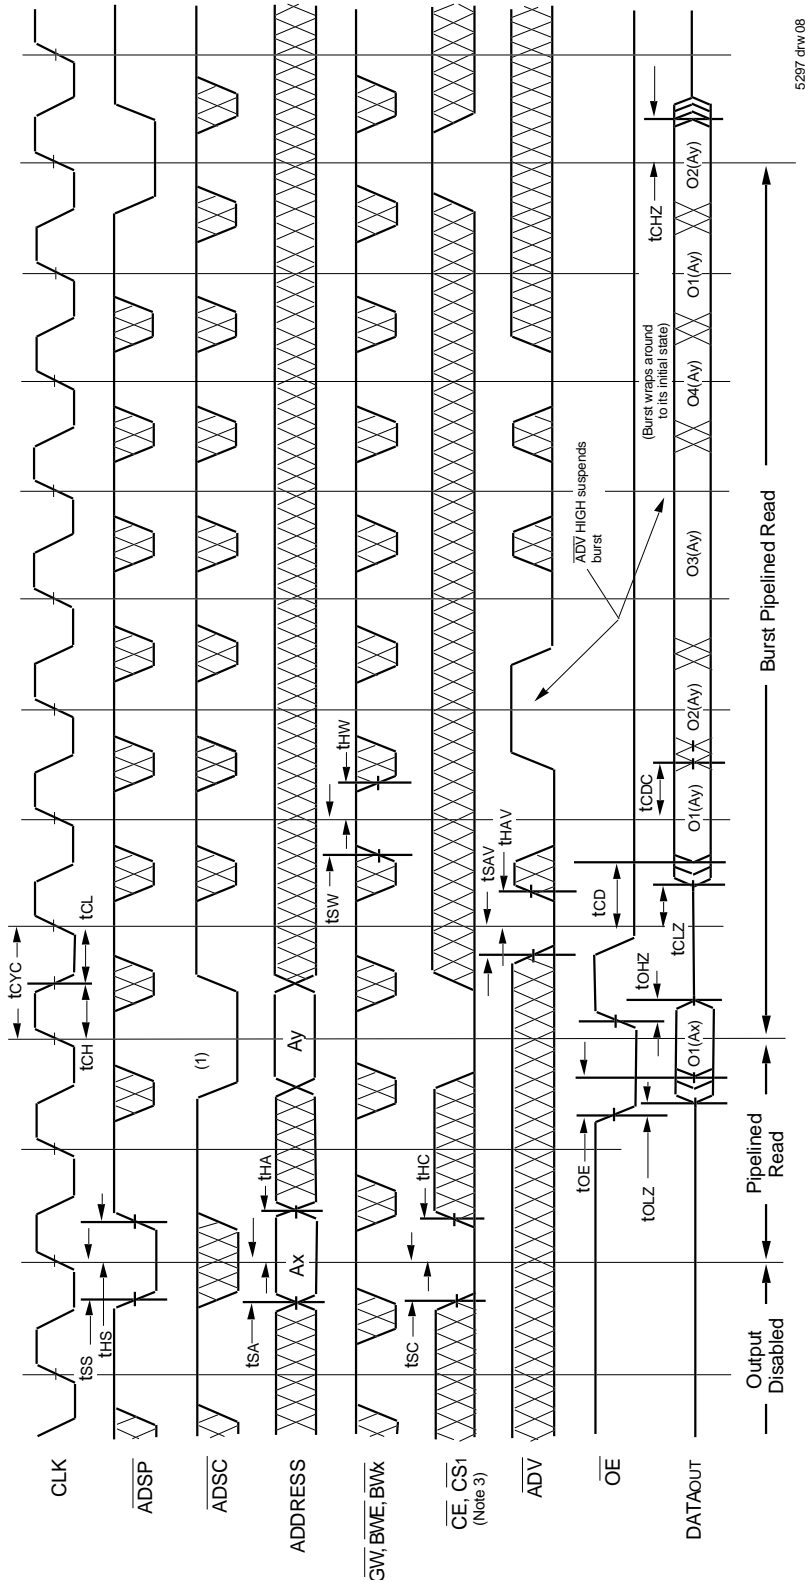 CLK
tCYC
tCH
tCL
tSS
tHS
ADSP
ADSC
(1)
ADDRESS
Ax
Ay
tSA
tHA
GW, BWE, BWx
tSW
tHW
CE, CS1
(Note 3)
tSC
tHC
ADV
tSAV
tHAV
ADV HIGH suspends
burst
OE
tOE
tOHZ
tOLZ
tCD
tCLZ
tCDC
(Burst wraps around
to its initial state)
tCHZ
DATAOUT
O1(Ax)
O1(Ay)
O2(Ay)
O3(Ay)
O4(Ay)
O1(Ay)
O2(Ay)
Output
Disabled
Pipelined
Read
Burst Pipelined Read
5297 drw 08